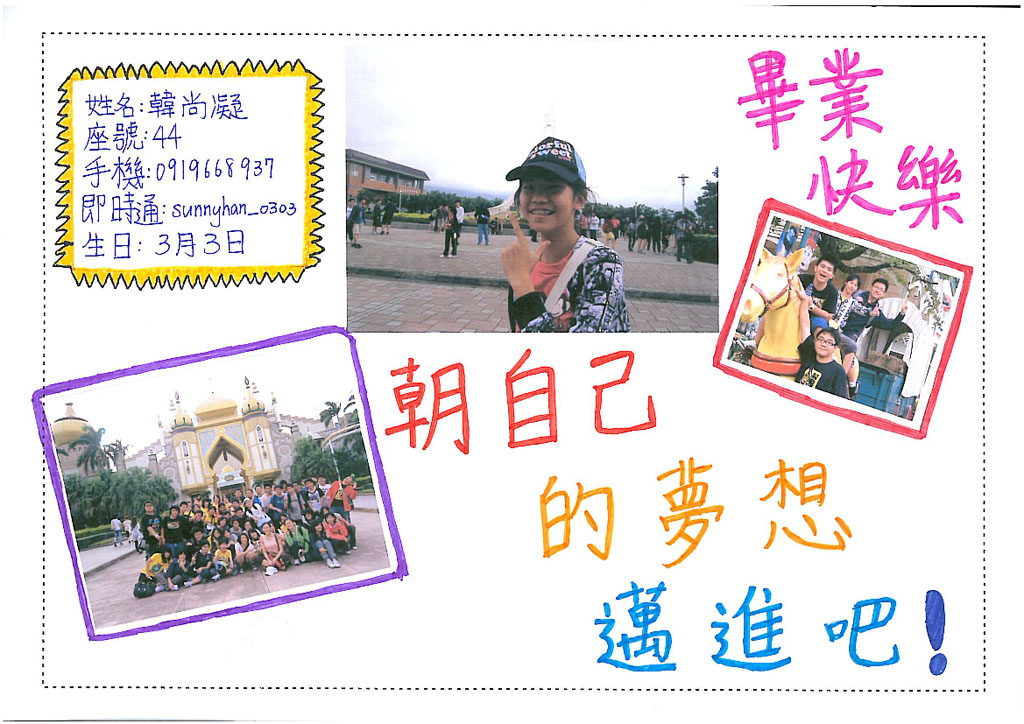 姓名:韓尚凝
座號:44
手機:0919668937
即時通:sunnyhan_0303
生日:3月3日
畢業
快樂
朝自己
的夢想
邁進吧!